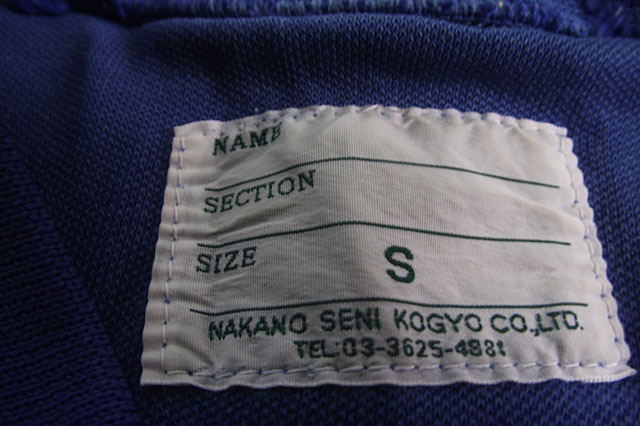 NAME
SECTION
SIZE S
NAKANO SENI KOGYO CO.,LTD.
TEL:03-3625-4881